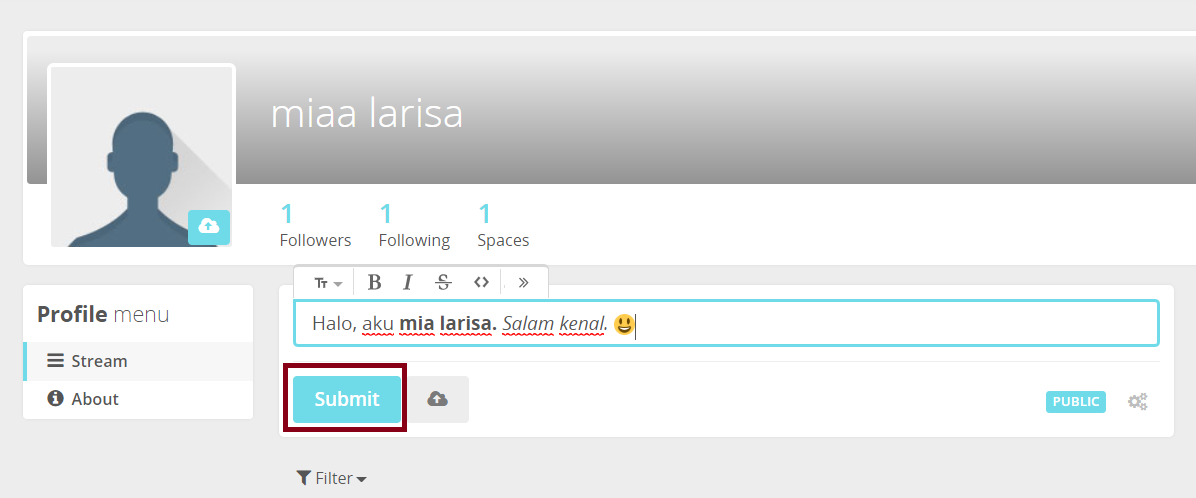 miaa larisa
1 1 1
Followers Following Spaces
Profile menu
Stream
About
Halo, aku mia larisa. Salam kenal. 😃
Submit
PUBLIC
Filter